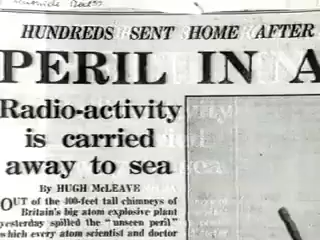 HUNDREDS SENT HOME AFTER
PERIL IN A
Radio-activity
is carried
away to sea
By HUGH McLEAVE
OUT of the 400-feet tall chimneys of
Britain's big atom explosive plant
yesterday spilled the "unseen peril"
which every atom scientist and doctor